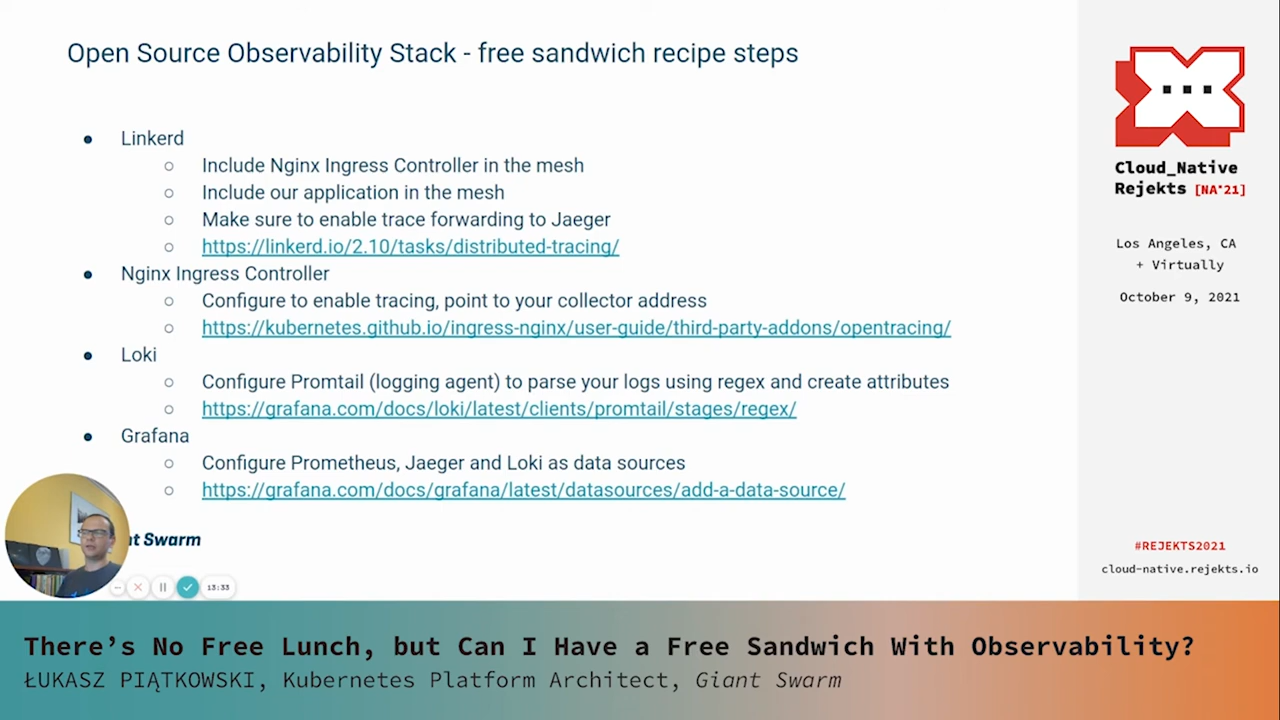 Open Source Observability Stack - free sandwich recipe steps
● Linkerd
○ Include Nginx Ingress Controller in the mesh
○ Include our application in the mesh
○ Make sure to enable trace forwarding to Jaeger
○ https://linkerd.io/2.10/tasks/distributed-tracing/
● Nginx Ingress Controller
○ Configure to enable tracing, point to your collector address
○ https://kubernetes.github.io/ingress-nginx/user-guide/third-party-addons/opentracing/
● Loki
○ Configure Promtail (logging agent) to parse your logs using regex and create attributes
○ https://grafana.com/docs/loki/latest/clients/promtail/stages/regex/
● Grafana
○ Configure Prometheus, Jaeger and Loki as data sources
○ https://grafana.com/docs/grafana/latest/datasources/add-a-data-source/
nt Swarm
13:33
Cloud_Native
Rejekts [NA'21]
Los Angeles, CA
+ Virtually
October 9, 2021
#REJEKTS2021
cloud-native.rejekts.io
There's No Free Lunch, but Can I Have a Free Sandwich With Observability?
ŁUKASZ PIĄTKOWSKI, Kubernetes Platform Architect, Giant Swarm